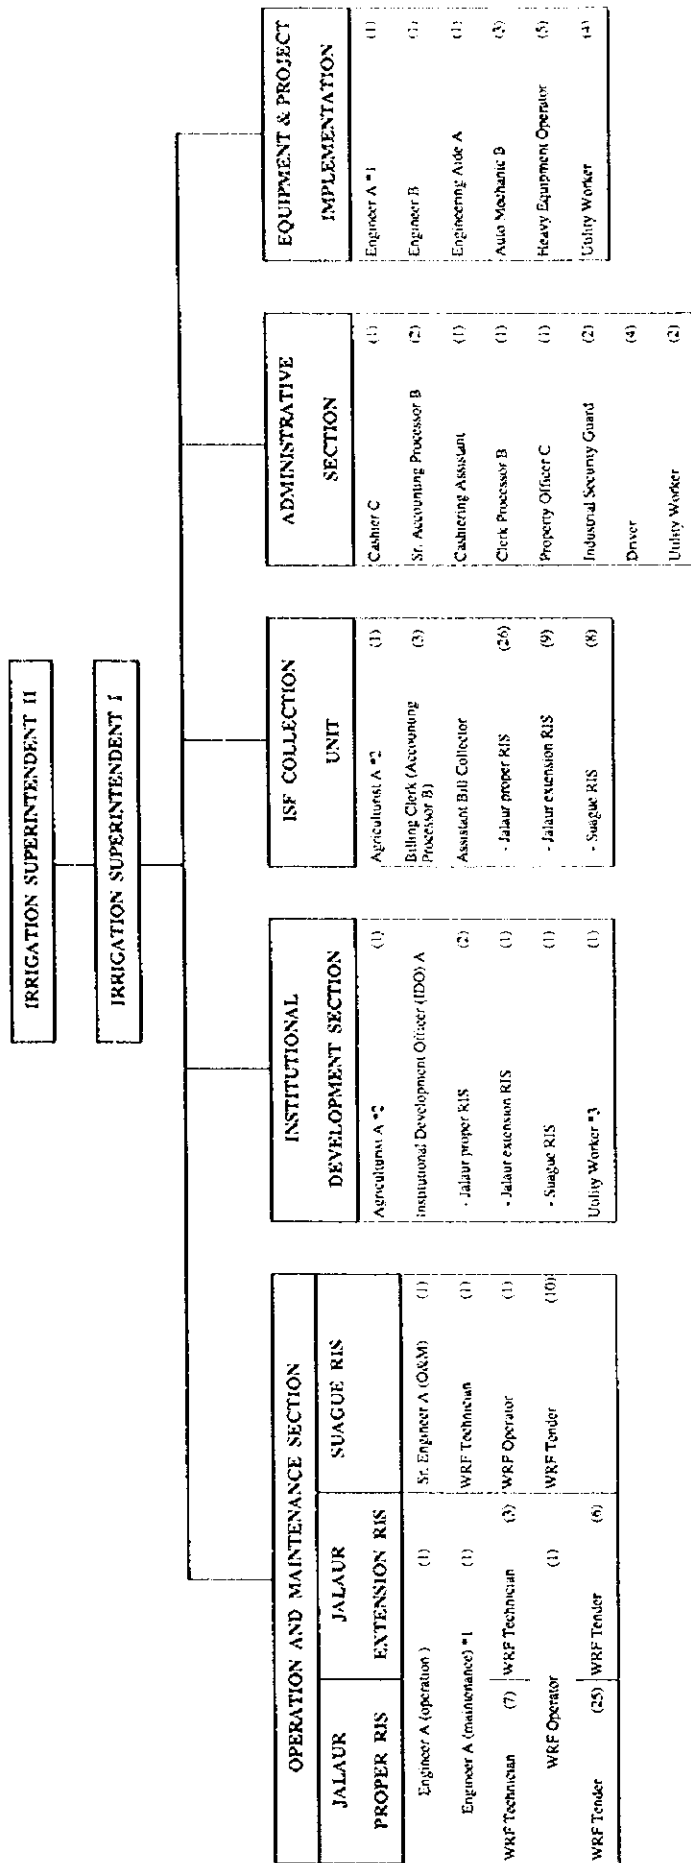 IRRIGATION SUPERINTENDENT II
IRRIGATION SUPERINTENDENT I
OPERATION AND MAINTENANCE SECTION
JALAUR
PROPER RIS
JALAUR
EXTENSION RIS
SUAGUE RIS
Engineer A (operation ) (1)
Sr. Engineer A (O&M) (1)
Engineer A (maintenance) *1 (1)
WRF Technician (1)
WRF Technician (7)
WRF Technician (3)
WRF Operator (1)
WRF Operator (1)
WRF Tender (10)
WRF Tender (25)
WRF Tender (6)
INSTITUTIONAL
DEVELOPMENT SECTION
Agriculturist A *2 (1)
Institutional Development Officer (IDO) A
- Jalaur proper RIS (2)
- Jalaur extension RIS (1)
- Suague RIS (1)
Utility Worker *3 (1)
ISF COLLECTION
UNIT
Agriculturist A *2 (1)
Billing Clerk (Accounting (3)
Processor B)
Assistant Bill Collector
- Jalaur proper RIS (26)
- Jalaur extension RIS (9)
- Suague RIS (8)
ADMINISTRATIVE
SECTION
Cashier C (1)
Sr. Accounting Processor B (2)
Cashiering Assistant (1)
Clerk Processor B (1)
Property Officer C (1)
Industrial Security Guard (2)
Driver (4)
Utility Worker (2)
EQUIPMENT & PROJECT
IMPLEMENTATION
Engineer A *1 (1)
Engineer B (1)
Engineering Aide A (1)
Auto Mechanic B (3)
Heavy Equipment Operator (5)
Utility Worker (4)